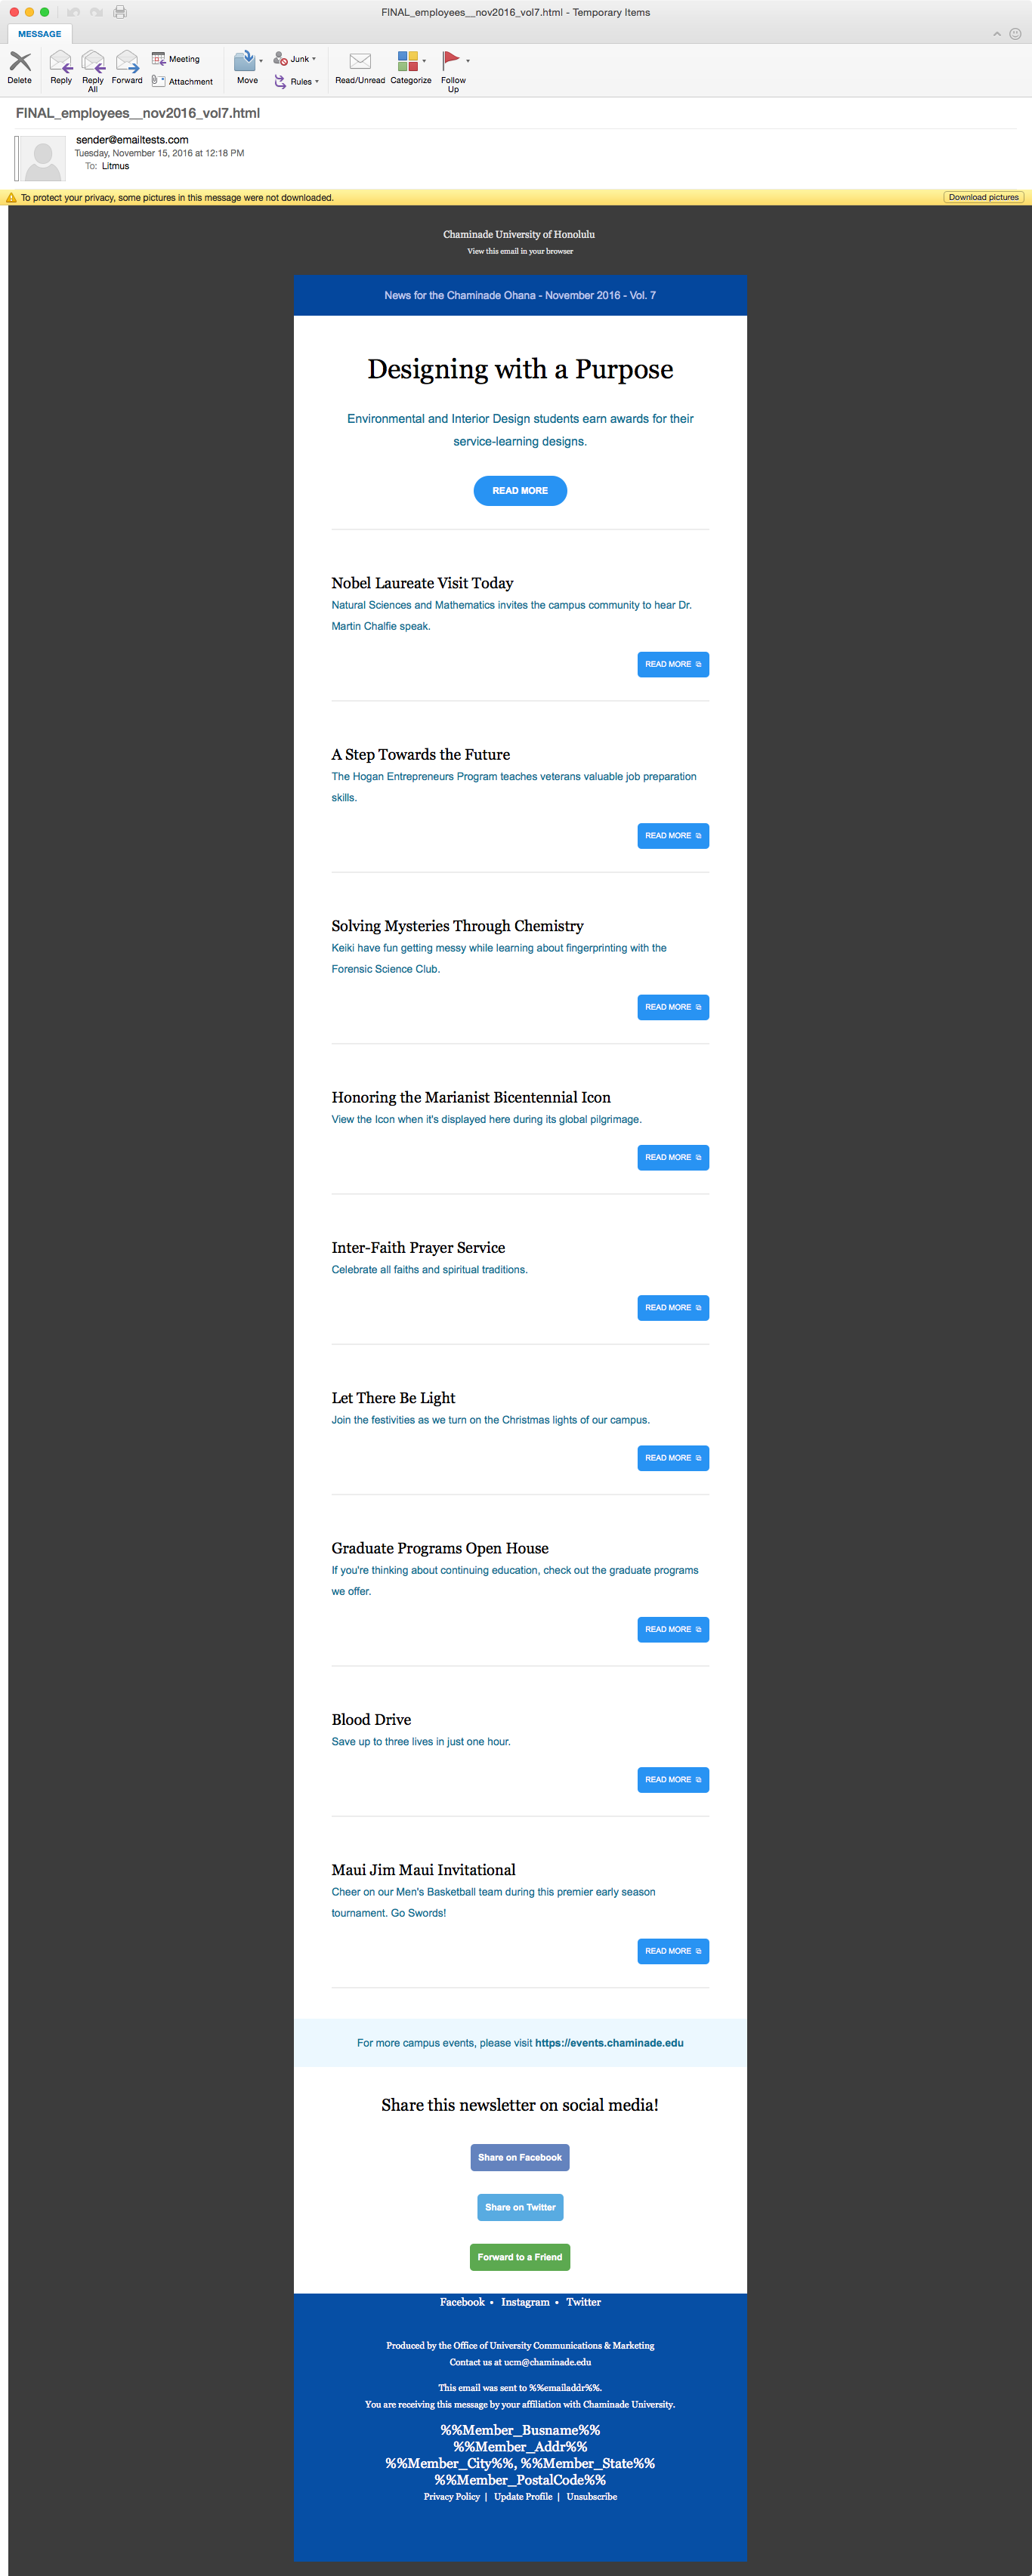 FINAL_employees__nov2016_vol7.html - Temporary Items
MESSAGE
Delete
Reply
Reply All
Forward
Meeting
Attachment
Move
Junk
Rules
Read/Unread
Categorize
Follow Up
FINAL_employees__nov2016_vol7.html
sender@emailtests.com
Tuesday, November 15, 2016 at 12:18 PM
To: Litmus
To protect your privacy, some pictures in this message were not downloaded.
Download pictures
Chaminade University of Honolulu
View this email in your browser
News for the Chaminade Ohana - November 2016 - Vol. 7
Designing with a Purpose
Environmental and Interior Design students earn awards for their
service-learning designs.
READ MORE
Nobel Laureate Visit Today
Natural Sciences and Mathematics invites the campus community to hear Dr.
Martin Chalfie speak.
READ MORE
A Step Towards the Future
The Hogan Entrepreneurs Program teaches veterans valuable job preparation
skills.
READ MORE
Solving Mysteries Through Chemistry
Keiki have fun getting messy while learning about fingerprinting with the
Forensic Science Club.
READ MORE
Honoring the Marianist Bicentennial Icon
View the Icon when it's displayed here during its global pilgrimage.
READ MORE
Inter-Faith Prayer Service
Celebrate all faiths and spiritual traditions.
READ MORE
Let There Be Light
Join the festivities as we turn on the Christmas lights of our campus.
READ MORE
Graduate Programs Open House
If you're thinking about continuing education, check out the graduate programs
we offer.
READ MORE
Blood Drive
Save up to three lives in just one hour.
READ MORE
Maui Jim Maui Invitational
Cheer on our Men's Basketball team during this premier early season
tournament. Go Swords!
READ MORE
For more campus events, please visit https://events.chaminade.edu
Share this newsletter on social media!
Share on Facebook
Share on Twitter
Forward to a Friend
Facebook • Instagram • Twitter
Produced by the Office of University Communications & Marketing
Contact us at ucm@chaminade.edu
This email was sent to %%emailaddr%%.
You are receiving this message by your affiliation with Chaminade University.
%%Member_Busname%%
%%Member_Addr%%
%%Member_City%%, %%Member_State%%
%%Member_PostalCode%%
Privacy Policy | Update Profile | Unsubscribe